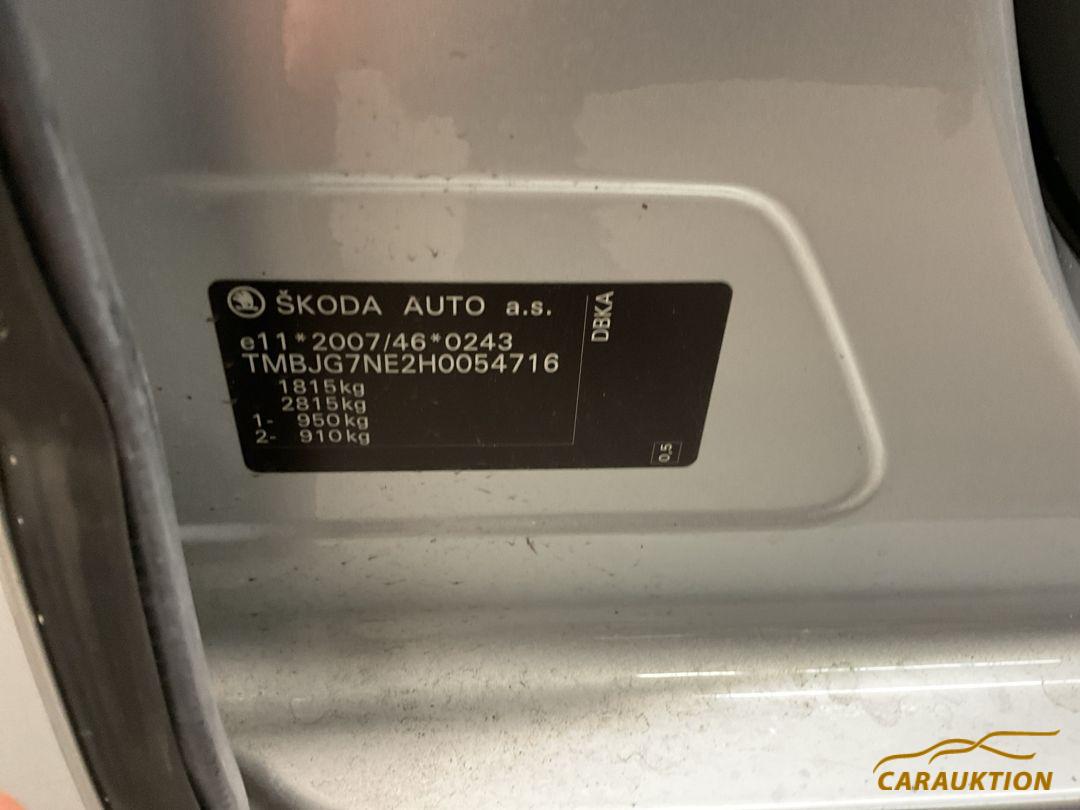 ŠKODA AUTO a.s.
e11*2007/46*0243
TMBJG7NE2H0054716
1815kg
2815kg
1- 950kg
2- 910kg
DBKA
0,5
CARAUKTION